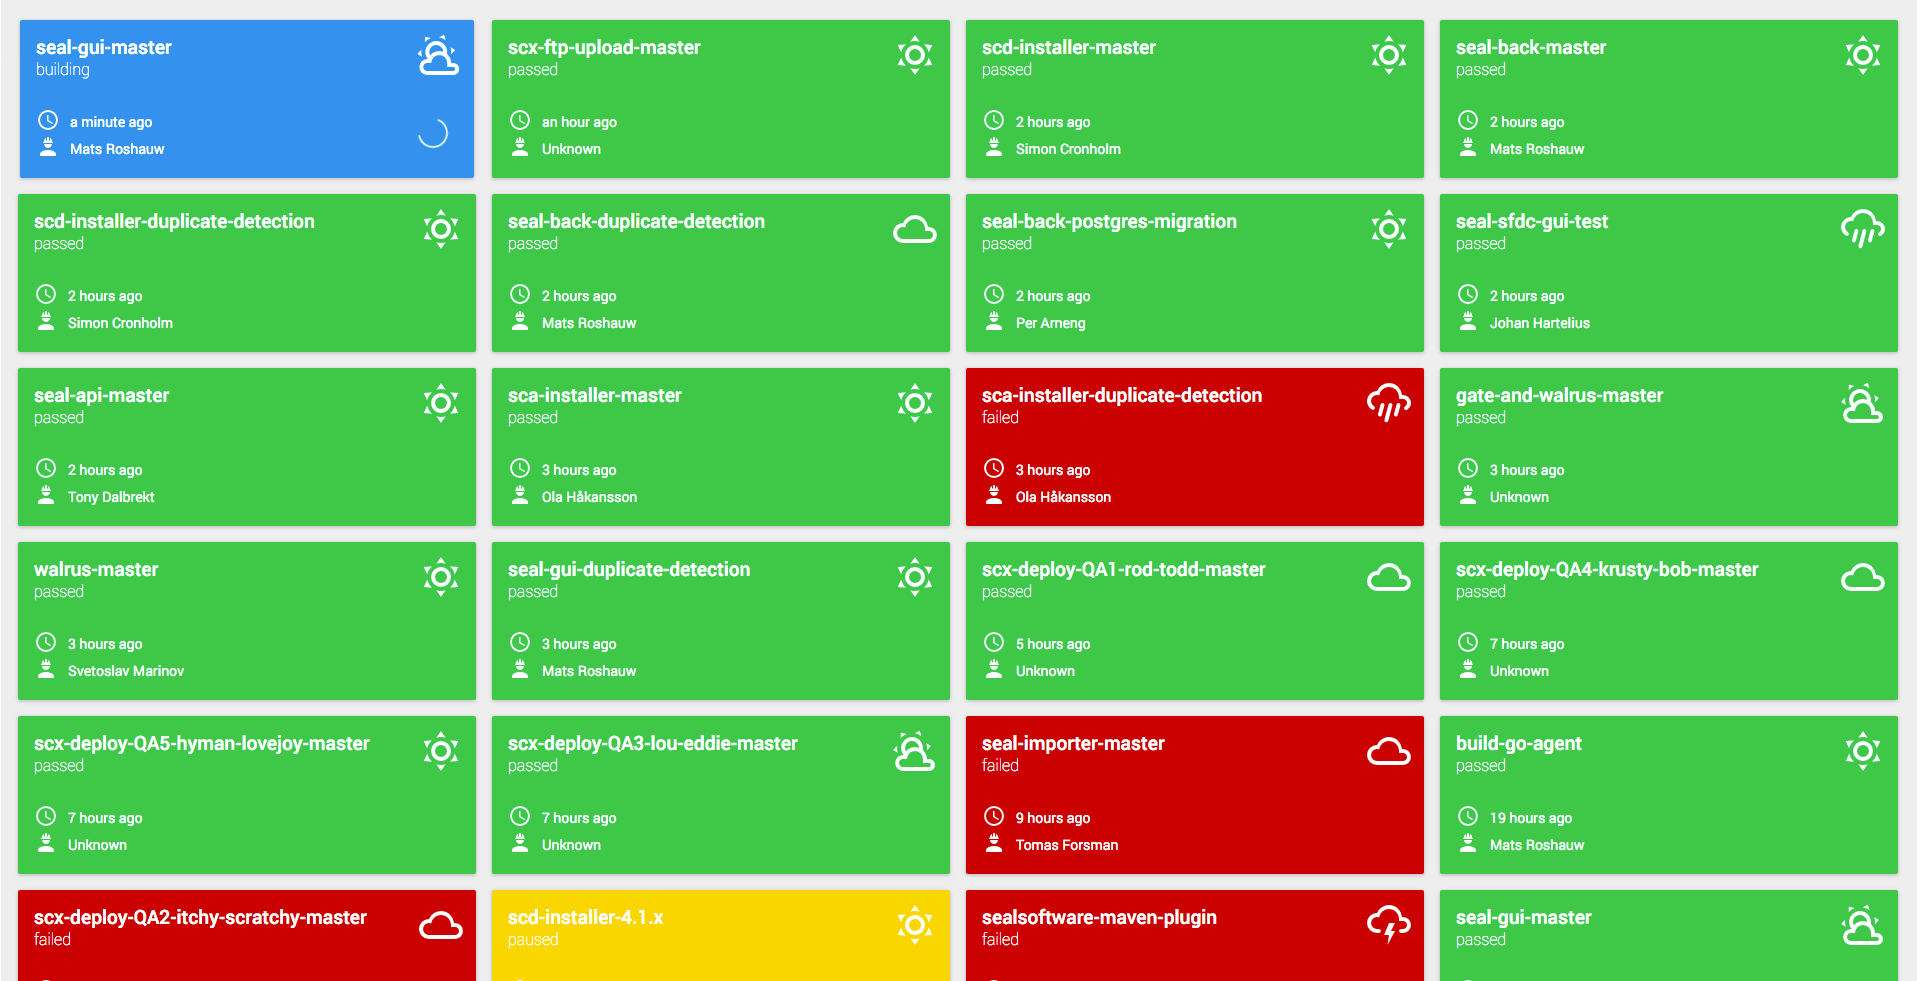 seal-gui-master
building
a minute ago
Mats Roshauw
scx-ftp-upload-master
passed
an hour ago
Unknown
scd-installer-master
passed
2 hours ago
Simon Cronholm
seal-back-master
passed
2 hours ago
Mats Roshauw
scd-installer-duplicate-detection
passed
2 hours ago
Simon Cronholm
seal-back-duplicate-detection
passed
2 hours ago
Mats Roshauw
seal-back-postgres-migration
passed
2 hours ago
Per Arneng
seal-sfdc-gui-test
passed
2 hours ago
Johan Hartelius
seal-api-master
passed
2 hours ago
Tony Dalbrekt
sca-installer-master
passed
3 hours ago
Ola Håkansson
sca-installer-duplicate-detection
failed
3 hours ago
Ola Håkansson
gate-and-walrus-master
passed
3 hours ago
Unknown
walrus-master
passed
3 hours ago
Svetoslav Marinov
seal-gui-duplicate-detection
passed
3 hours ago
Mats Roshauw
scx-deploy-QA1-rod-todd-master
passed
5 hours ago
Unknown
scx-deploy-QA4-krusty-bob-master
passed
7 hours ago
Unknown
scx-deploy-QA5-hyman-lovejoy-master
passed
7 hours ago
Unknown
scx-deploy-QA3-lou-eddie-master
passed
7 hours ago
Unknown
seal-importer-master
failed
9 hours ago
Tomas Forsman
build-go-agent
passed
19 hours ago
Mats Roshauw
scx-deploy-QA2-itchy-scratchy-master
failed
scd-installer-4.1.x
paused
sealsoftware-maven-plugin
failed
seal-gui-master
passed